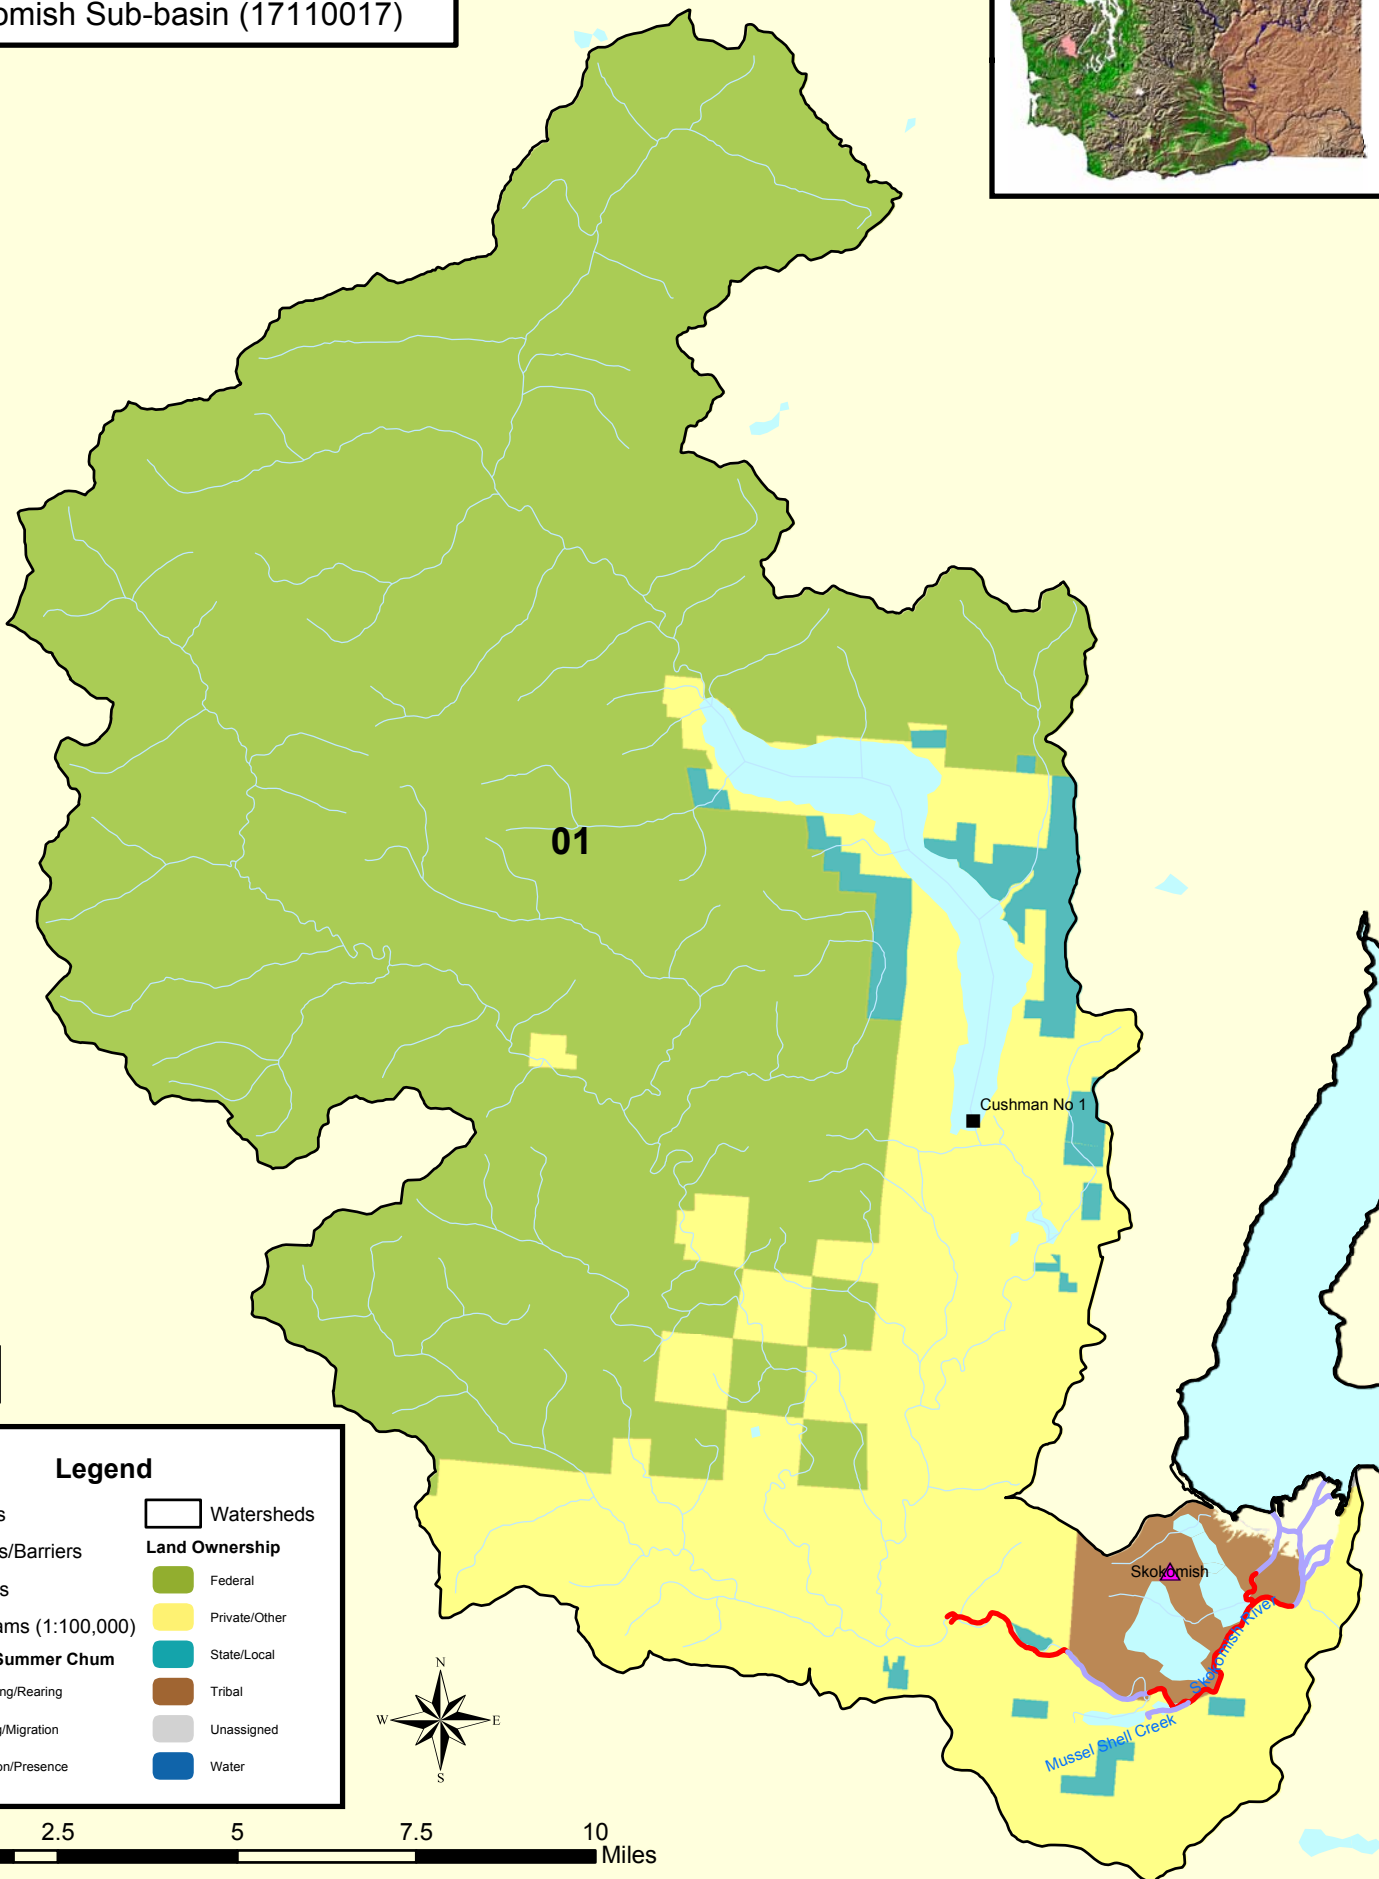 omish Sub-basin (17110017)
01
Cushman No 1
Skokomish
Skokomish River
Mussel Shell Creek
Legend
s
s/Barriers
s
ams (1:100,000)
Summer Chum
ng/Rearing
g/Migration
on/Presence
Watersheds
Land Ownership
Federal
Private/Other
State/Local
Tribal
Unassigned
Water
N
W E
S
2.5 5 7.5 10
Miles